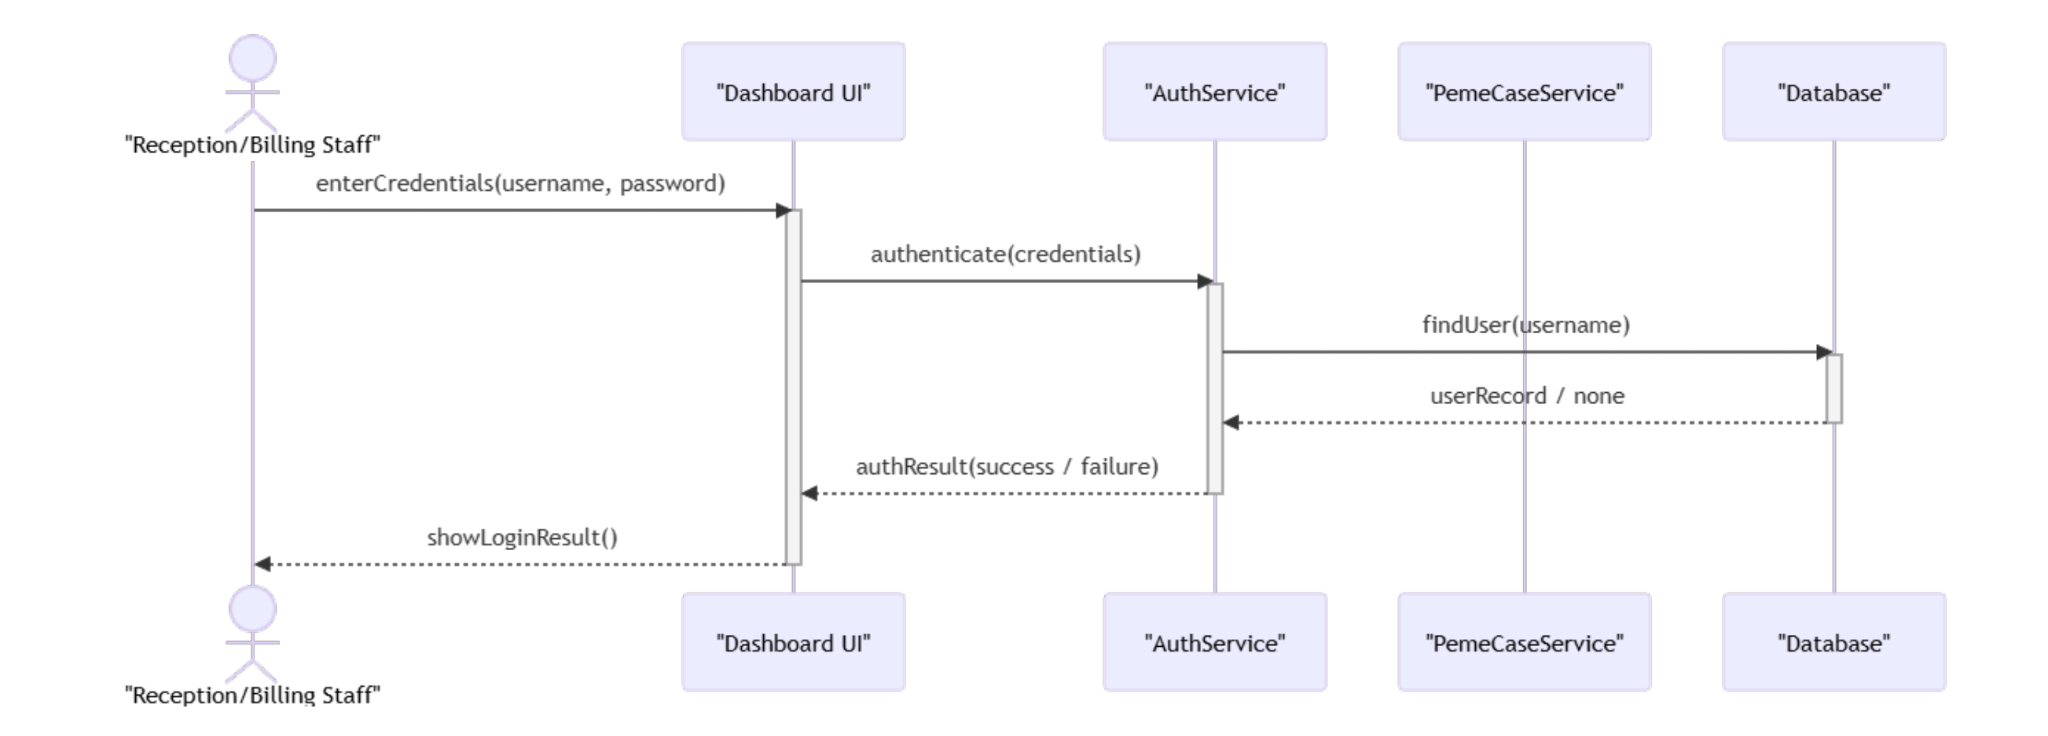 "Reception/Billing Staff"
"Dashboard UI"
"AuthService"
"PemeCaseService"
"Database"
enterCredentials(username, password)
authenticate(credentials)
findUser(username)
userRecord / none
authResult(success / failure)
showLoginResult()
"Reception/Billing Staff"
"Dashboard UI"
"AuthService"
"PemeCaseService"
"Database"